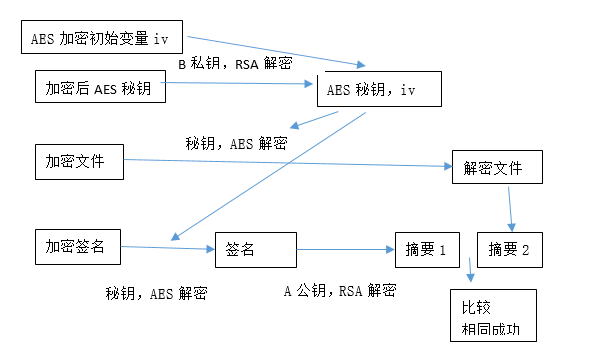 AES 加密初始变量 iv
B 私钥，RSA 解密
加密后 AES 秘钥
AES 秘钥，iv
秘钥，AES 解密
加密文件
解密文件
加密签名
签名
摘要 1
摘要 2
秘钥，AES 解密
A 公钥，RSA 解密
比较
相同成功